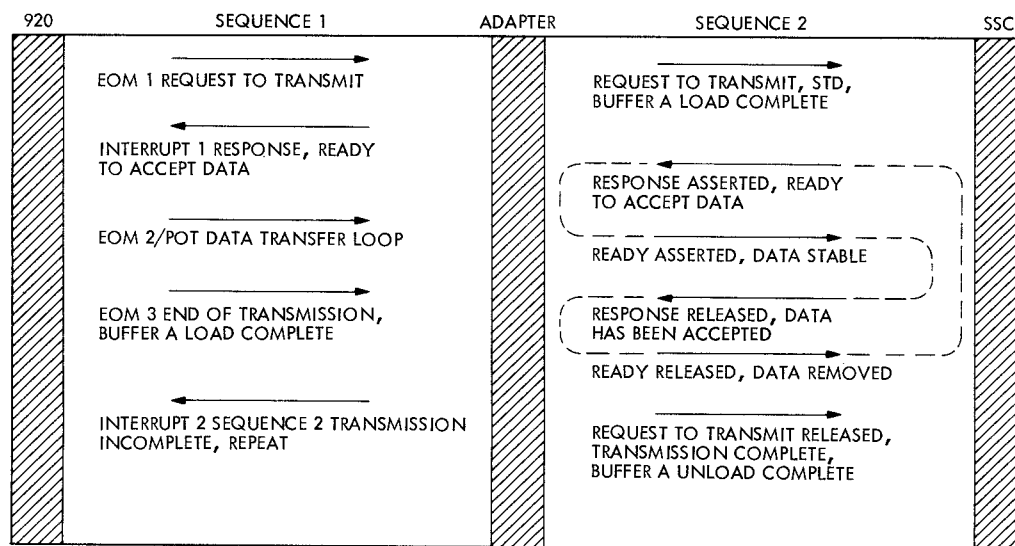 920 SEQUENCE 1 ADAPTER SEQUENCE 2 SSC
EOM 1 REQUEST TO TRANSMIT
INTERRUPT 1 RESPONSE, READY
TO ACCEPT DATA
EOM 2/POT DATA TRANSFER LOOP
EOM 3 END OF TRANSMISSION,
BUFFER A LOAD COMPLETE
INTERRUPT 2 SEQUENCE 2 TRANSMISSION
INCOMPLETE, REPEAT
REQUEST TO TRANSMIT, STD,
BUFFER A LOAD COMPLETE
RESPONSE ASSERTED, READY
TO ACCEPT DATA
READY ASSERTED, DATA STABLE
RESPONSE RELEASED, DATA
HAS BEEN ACCEPTED
READY RELEASED, DATA REMOVED
REQUEST TO TRANSMIT RELEASED,
TRANSMISSION COMPLETE,
BUFFER A UNLOAD COMPLETE